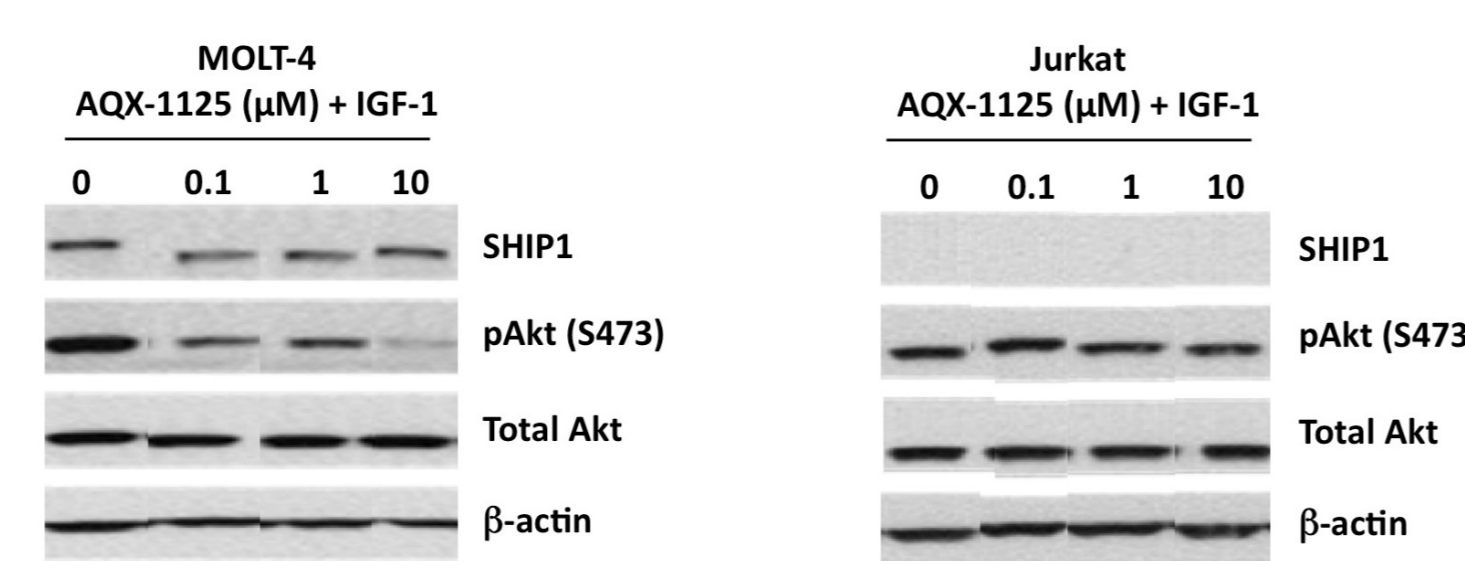 MOLT-4
AQX-1125 (μM) + IGF-1
0 0.1 1 10
SHIP1
pAkt (S473)
Total Akt
β-actin
Jurkat
AQX-1125 (μM) + IGF-1
0 0.1 1 10
SHIP1
pAkt (S473
Total Akt
β-actin